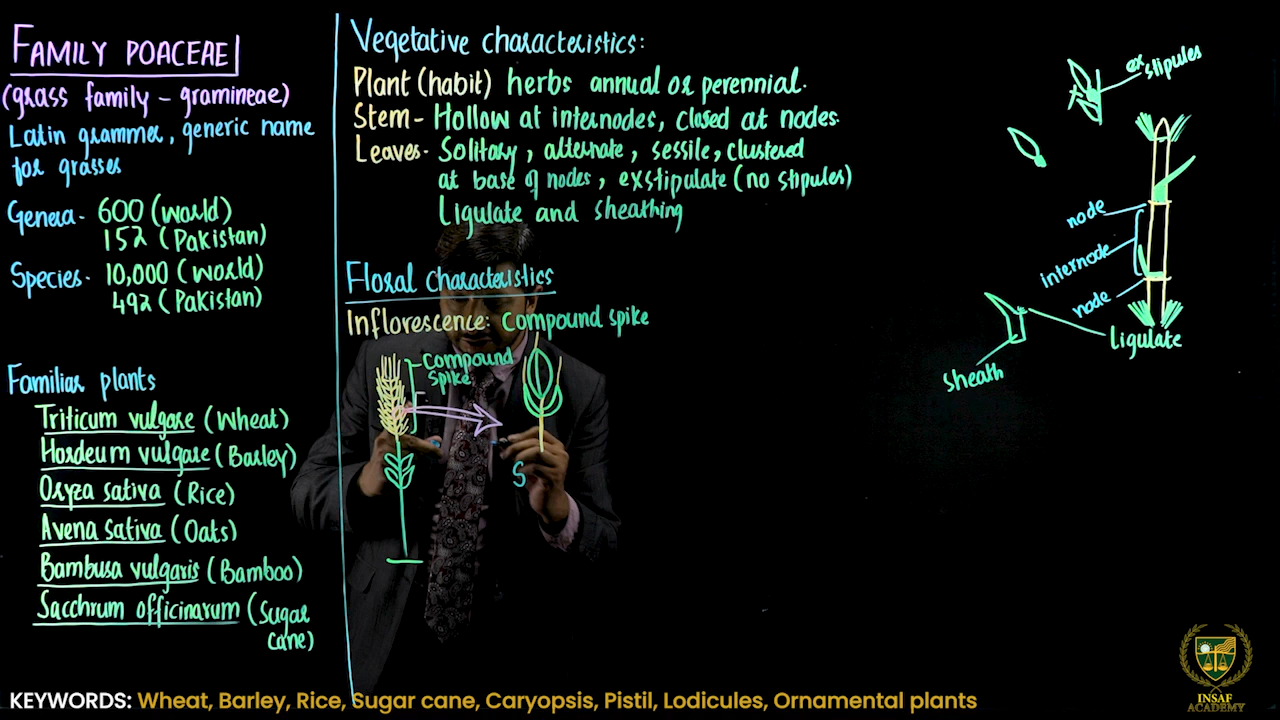 FAMILY POACEAE
(grass family - gramineae)
Latin grammer, generic name
for grasses
Genera - 600 (world)
152 (Pakistan)
Species - 10,000 (world)
492 (Pakistan)
Familiar plants
Triticum vulgare (Wheat)
Hordeum vulgare (Barley)
Oryza sativa (Rice)
Avena sativa (Oats)
Bambusa vulgaris (Bamboo)
Sacchrum officinarum (Sugar
cane)
Vegetative characteristics:
Plant (habit) herbs annual or perennial.
Stem - Hollow at internodes, closed at nodes.
Leaves - Solitary, alternate, sessile, clustered
at base of nodes, exstipulate (no stipules)
Ligulate and sheathing
Floral characteristics
Inflorescence: Compound spike
Compound
Spike
S
ex stipules
node
internode
node
Ligulate
Sheath
KEYWORDS: Wheat, Barley, Rice, Sugar cane, Caryopsis, Pistil, Lodicules, Ornamental plants
INSAF
ACADEMY